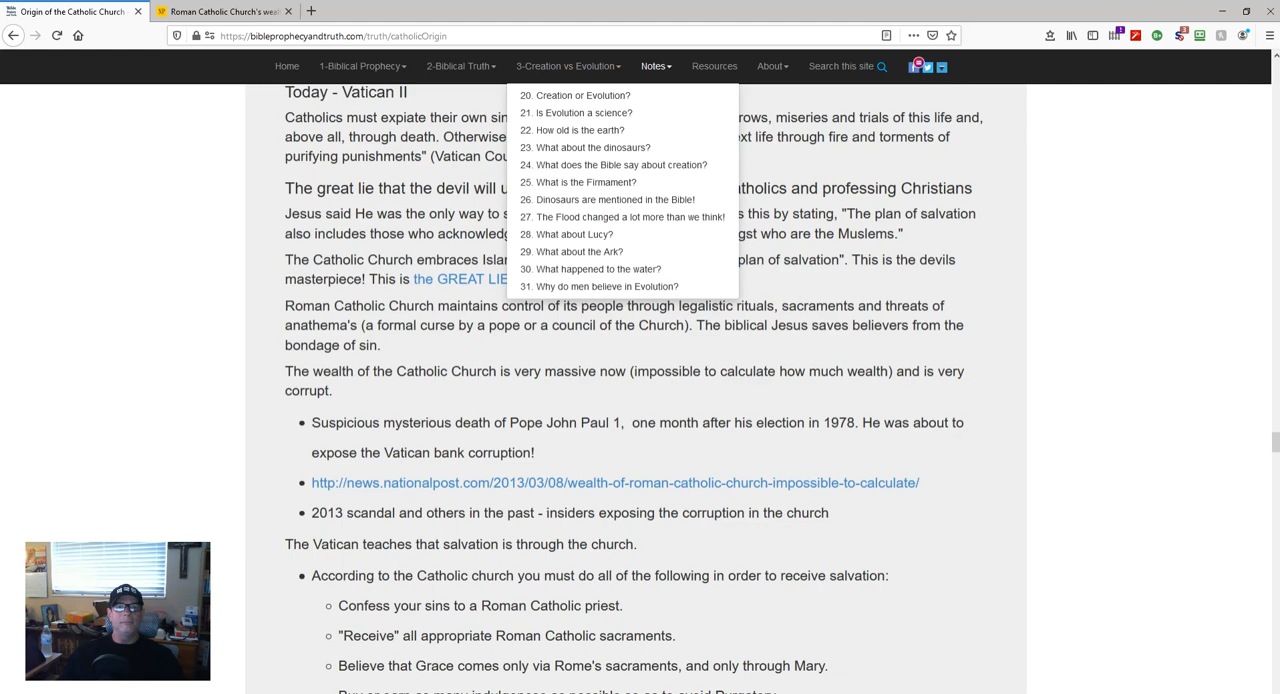 Origin of the Catholic Church -
Roman Catholic Church's wea
https://bibleprophecyandtruth.com/truth/catholicOrigin
Home 1-Biblical Prophecy 2-Biblical Truth 3-Creation vs Evolution Notes Resources About Search this site
20. Creation or Evolution?
21. Is Evolution a science?
22. How old is the earth?
23. What about the dinosaurs?
24. What does the Bible say about creation?
25. What is the Firmament?
26. Dinosaurs are mentioned in the Bible!
27. The Flood changed a lot more than we think!
28. What about Lucy?
29. What about the Ark?
30. What happened to the water?
31. Why do men believe in Evolution?
Today - Vatican II
Catholics must expiate their own sin rows, miseries and trials of this life and,
above all, through death. Otherwise ext life through fire and torments of
purifying punishments" (Vatican Cou
The great lie that the devil will u atholics and professing Christians
Jesus said He was the only way to s s this by stating, "The plan of salvation
also includes those who acknowledg gst who are the Muslems."
The Catholic Church embraces Islar plan of salvation". This is the devils
masterpiece! This is the GREAT LIE
Roman Catholic Church maintains control of its people through legalistic rituals, sacraments and threats of
anathema's (a formal curse by a pope or a council of the Church). The biblical Jesus saves believers from the
bondage of sin.
The wealth of the Catholic Church is very massive now (impossible to calculate how much wealth) and is very
corrupt.
Suspicious mysterious death of Pope John Paul 1, one month after his election in 1978. He was about to
expose the Vatican bank corruption!
http://news.nationalpost.com/2013/03/08/wealth-of-roman-catholic-church-impossible-to-calculate/
2013 scandal and others in the past - insiders exposing the corruption in the church
The Vatican teaches that salvation is through the church.
According to the Catholic church you must do all of the following in order to receive salvation:
Confess your sins to a Roman Catholic priest.
"Receive" all appropriate Roman Catholic sacraments.
Believe that Grace comes only via Rome's sacraments, and only through Mary.